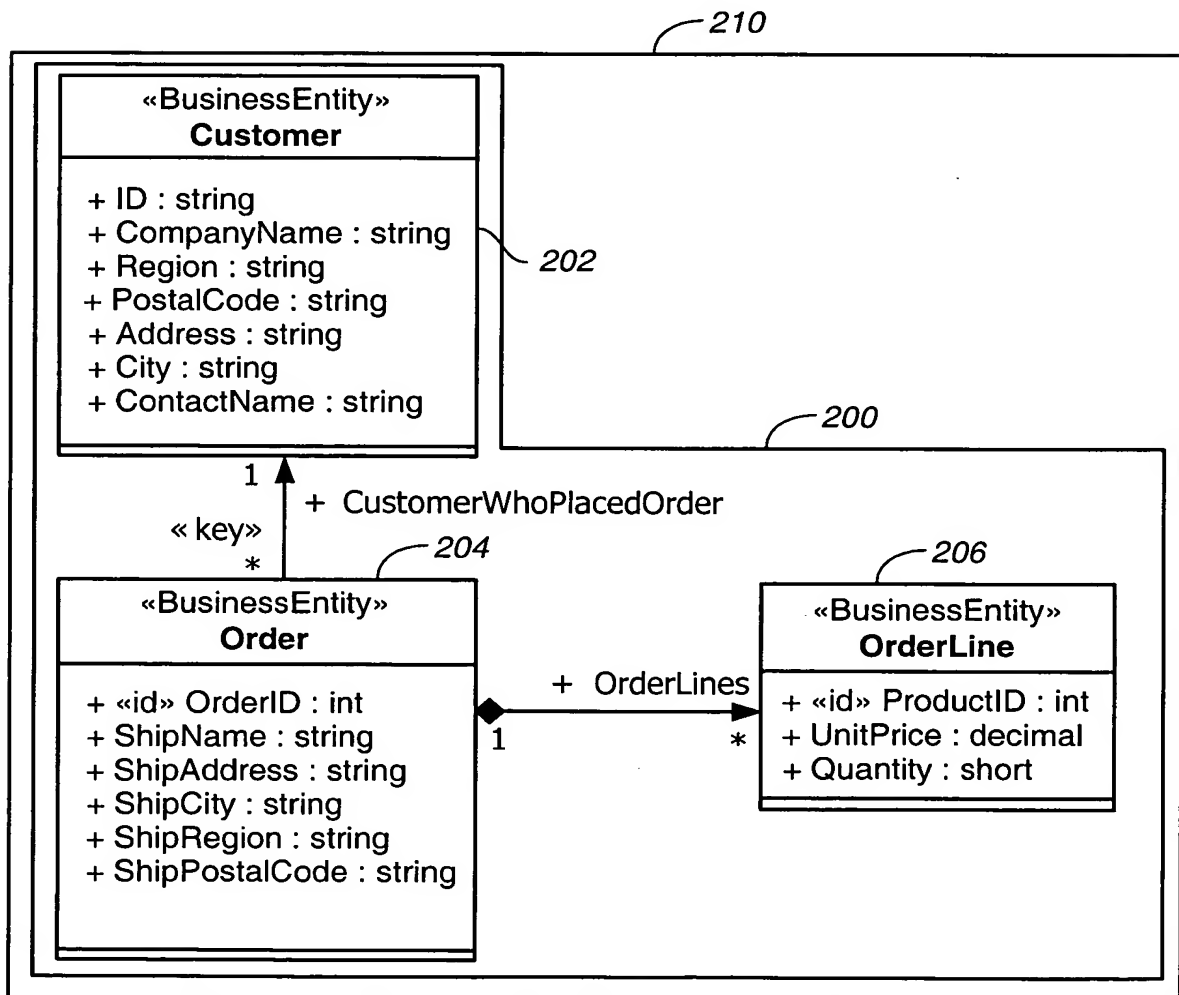 210
«BusinessEntity»
Customer
+ ID : string
+ CompanyName : string
+ Region : string
+ PostalCode : string
+ Address : string
+ City : string
+ ContactName : string
202
200
1
+ CustomerWhoPlacedOrder
« key»
*
204
206
«BusinessEntity»
Order
+ «id» OrderID : int
+ ShipName : string
+ ShipAddress : string
+ ShipCity : string
+ ShipRegion : string
+ ShipPostalCode : string
+ OrderLines
1
*
«BusinessEntity»
OrderLine
+ «id» ProductID : int
+ UnitPrice : decimal
+ Quantity : short